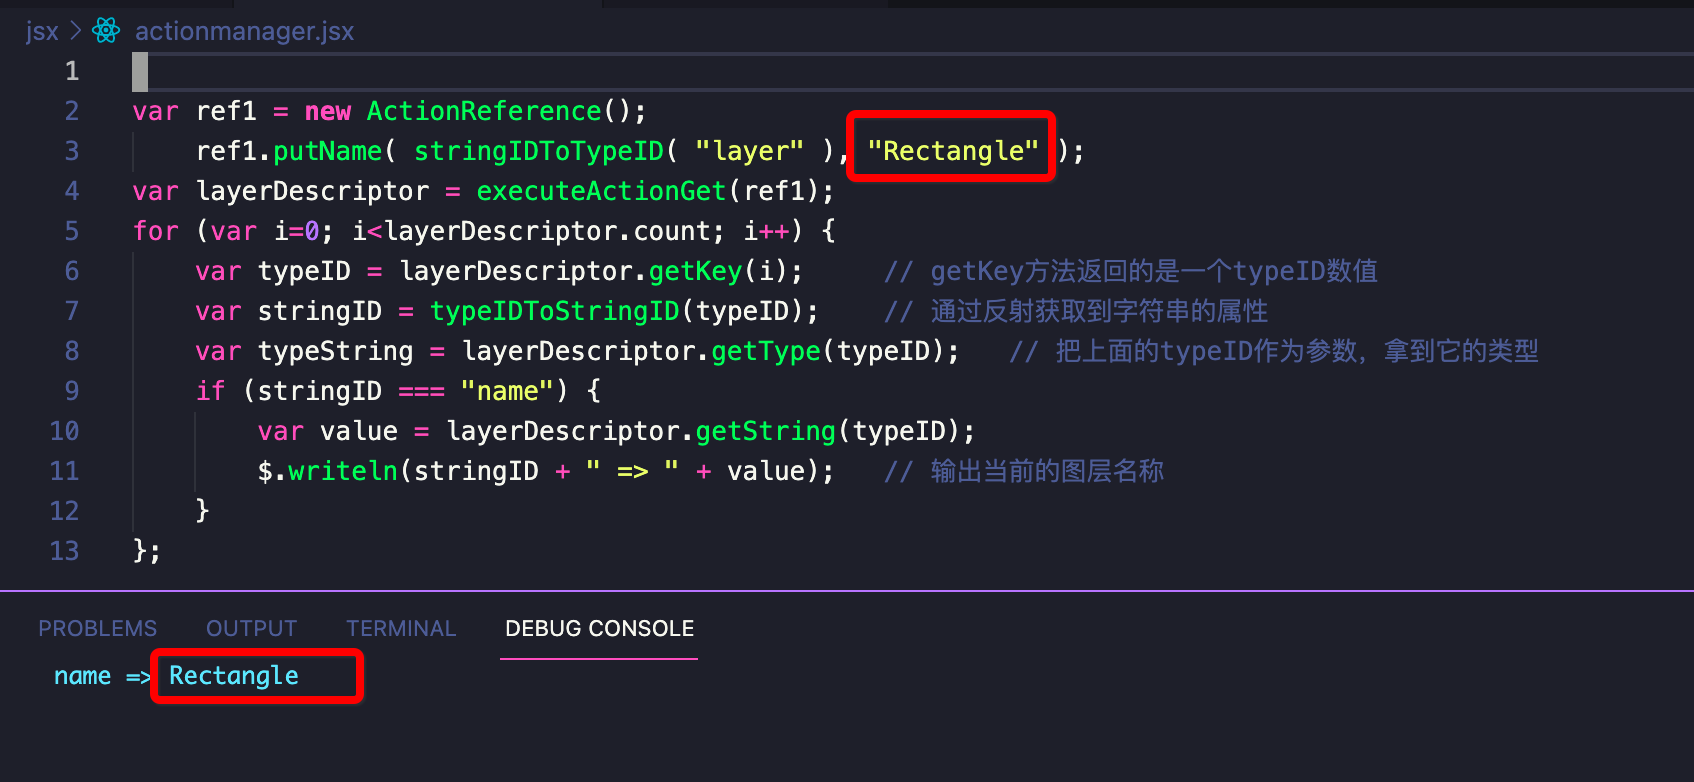 jsx > actionmanager.jsx
1
2 var ref1 = new ActionReference();
3     ref1.putName( stringIDToTypeID( "layer" ), "Rectangle" );
4 var layerDescriptor = executeActionGet(ref1);
5 for (var i=0; i<layerDescriptor.count; i++) {
6     var typeID = layerDescriptor.getKey(i);     // getKey方法返回的是一个typeID数值
7     var stringID = typeIDToStringID(typeID);    // 通过反射获取到字符串的属性
8     var typeString = layerDescriptor.getType(typeID);   // 把上面的typeID作为参数，拿到它的类型
9     if (stringID === "name") {
10         var value = layerDescriptor.getString(typeID);
11         $.writeln(stringID + " => " + value);   // 输出当前的图层名称
12     }
13 };
PROBLEMS OUTPUT TERMINAL DEBUG CONSOLE
name => Rectangle